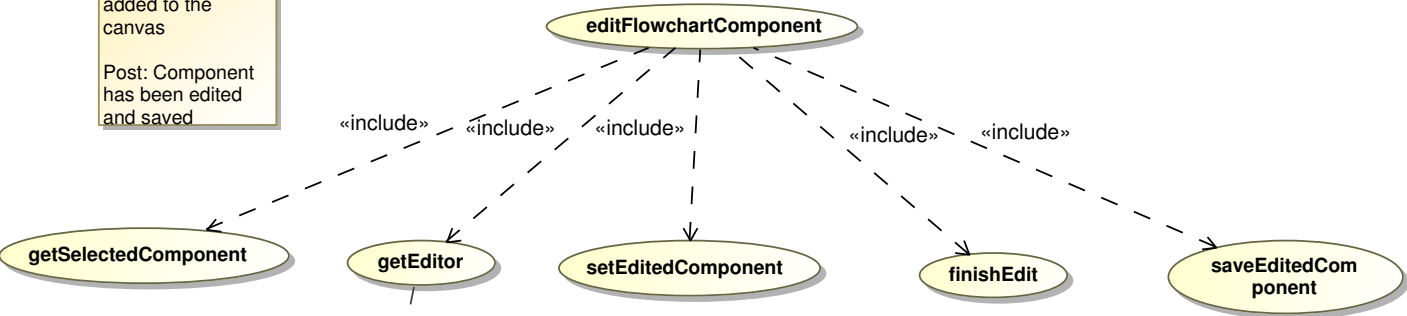 added to the
canvas
Post: Component
has been edited
and saved
editFlowchartComponent
«include»
«include»
«include»
«include»
«include»
getSelectedComponent
getEditor
setEditedComponent
finishEdit
saveEditedCom
ponent